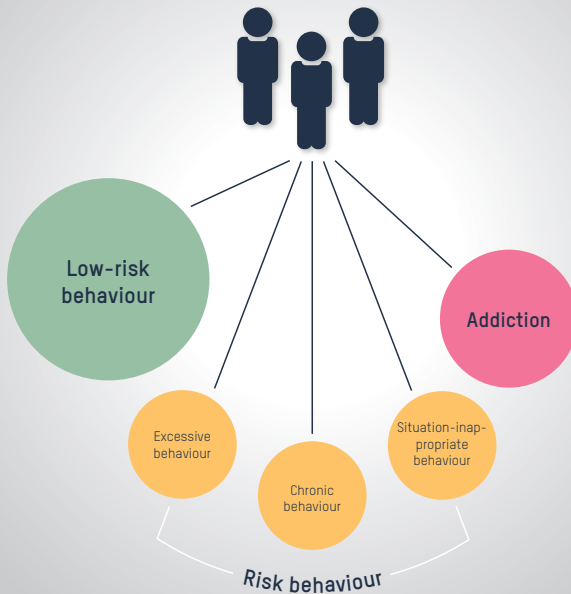 Low-risk
behaviour
Addiction
Excessive
behaviour
Situation-inap-
propriate
behaviour
Chronic
behaviour
Risk behaviour